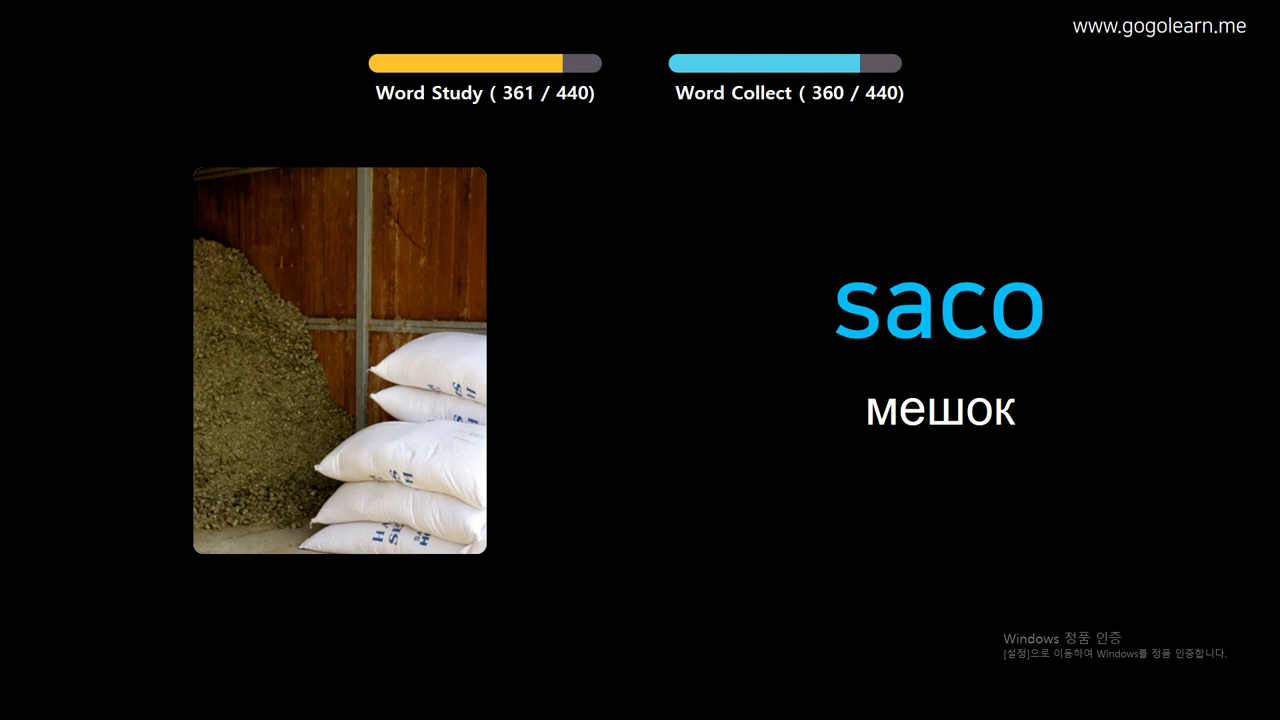 www.gogolearn.me
Word Study ( 361 / 440)
Word Collect ( 360 / 440)
saco
мешок
Windows 정품 인증
[설정]으로 이동하여 Windows를 정품 인증합니다.